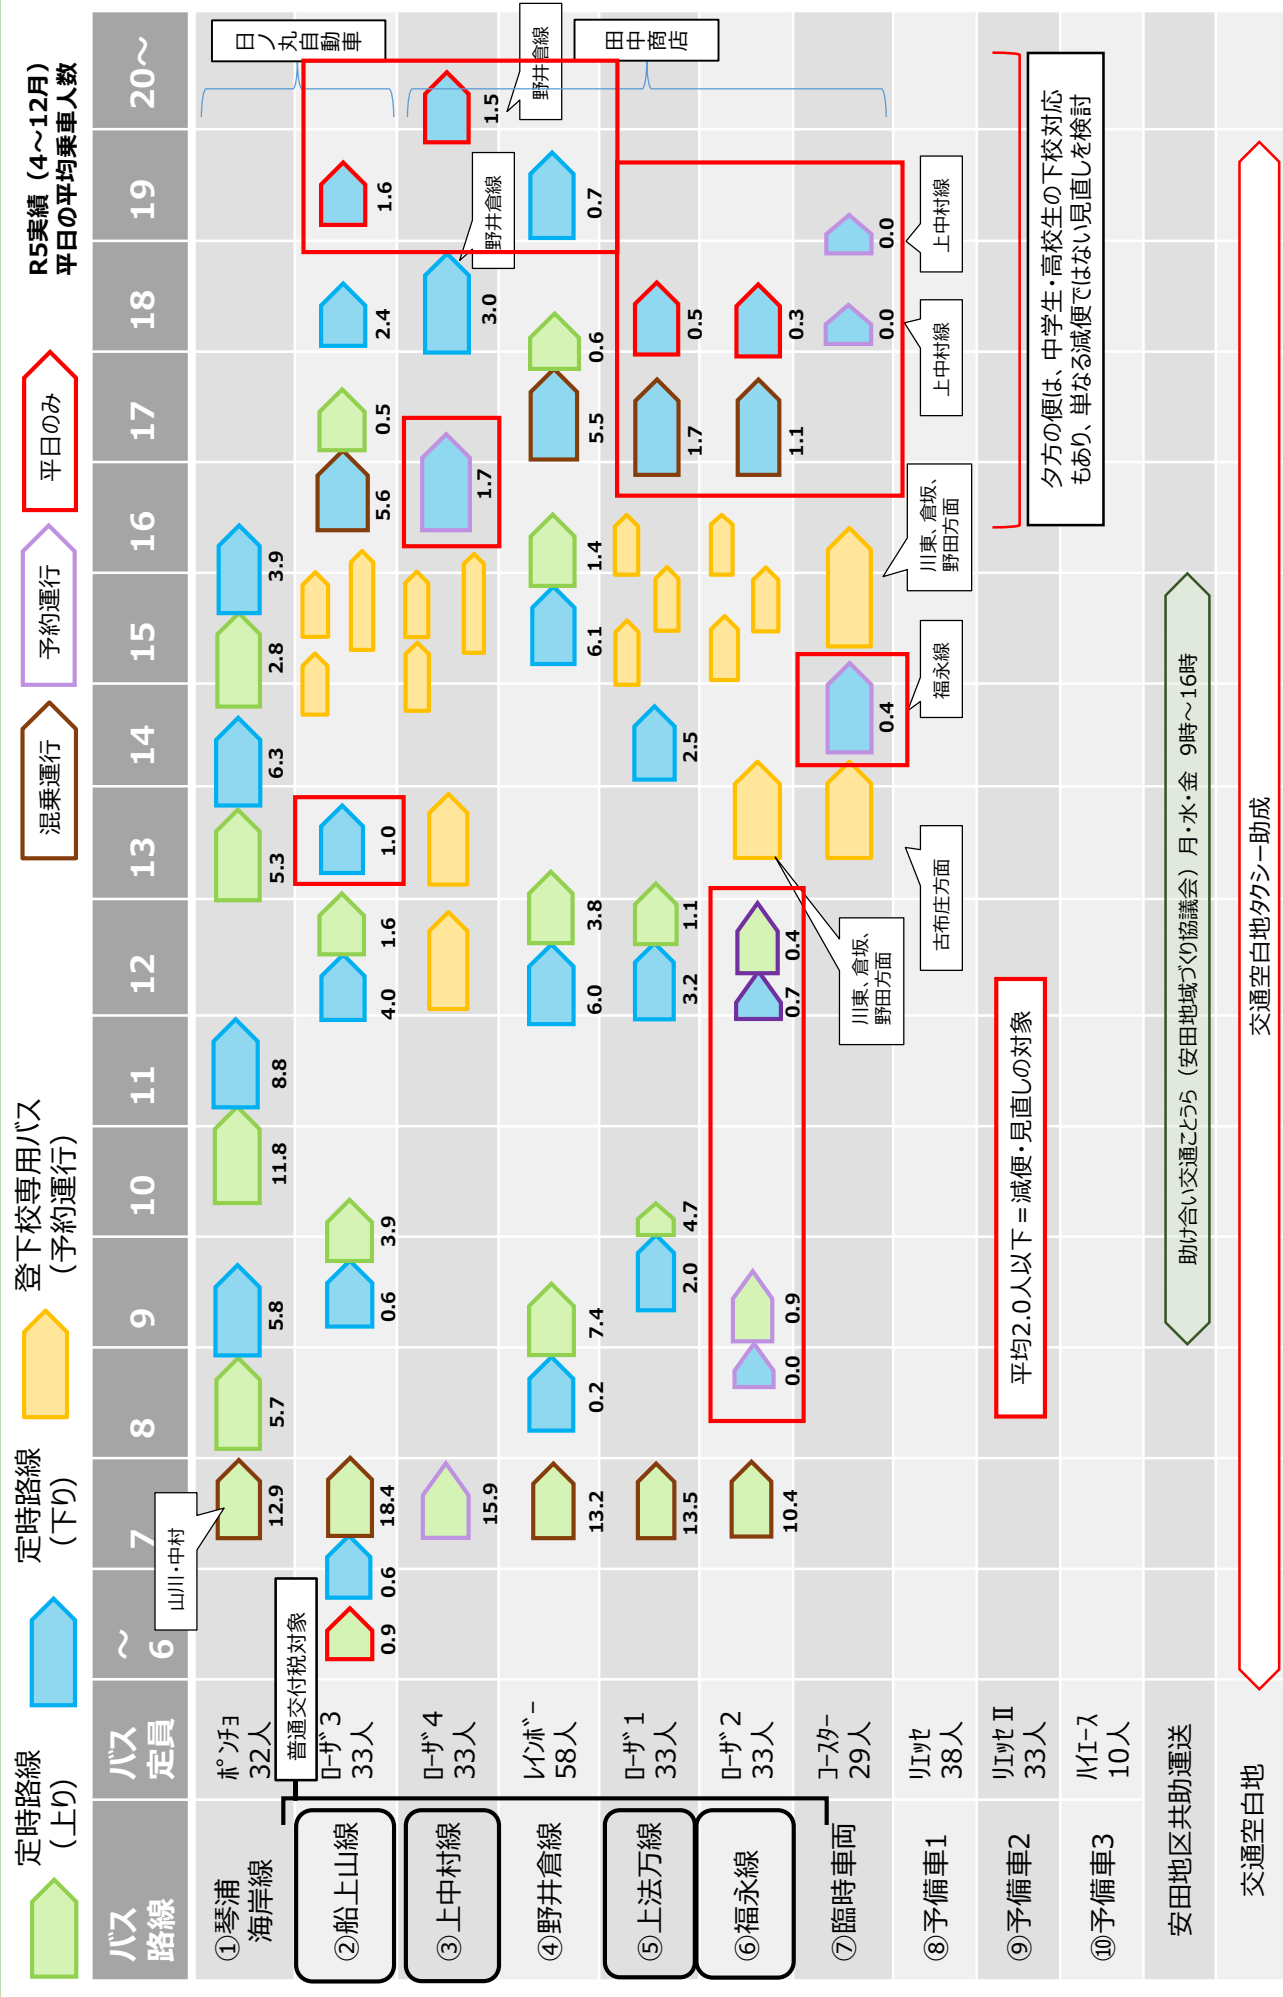 定時路線
（上り）
定時路線
（下り）
登下校専用バス
（予約運行）
混乗運行
予約運行
平日のみ
R5実績（4～12月）
平日の平均乗車人数
バス
路線
バス
定員
～
6
7
8
9
10
11
12
13
14
15
16
17
18
19
20～
①琴浦
海岸線
ﾎﾟﾝﾁｮ
32人
山川・中村
12.9
5.7
5.8
11.8
8.8
5.3
6.3
2.8
3.9
日ノ丸
自動車
普通交付税対象
②船上山線
ﾛｰｻﾞ3
33人
0.9
0.6
18.4
0.6
3.9
4.0
1.6
1.0
5.6
0.5
2.4
1.6
③上中村線
ﾛｰｻﾞ4
33人
15.9
1.7
3.0
野井倉線
1.5
野井倉線
④野井倉線
ﾚｲﾝﾎﾞｰ
58人
13.2
0.2
7.4
6.0
3.8
6.1
1.4
5.5
0.6
0.7
田中
商店
⑤上法万線
ﾛｰｻﾞ1
33人
13.5
2.0
4.7
3.2
1.1
2.5
1.7
0.5
⑥福永線
ﾛｰｻﾞ2
33人
10.4
0.0
0.9
0.7
0.4
川東、倉坂、
野田方面
1.1
0.3
⑦臨時車両
ｺｰｽﾀｰ
29人
古布庄方面
0.4
福永線
川東、倉坂、
野田方面
0.0
上中村線
0.0
上中村線
⑧予備車1
ﾘｴｯｾ
38人
⑨予備車2
ﾘｴｯｾⅡ
33人
平均2.0人以下＝減便・見直しの対象
夕方の便は、中学生・高校生の下校対応
もあり、単なる減便ではない見直しを検討
⑩予備車3
ﾊｲｴｰｽ
10人
安田地区共助運送
助け合い交通ことうら（安田地域づくり協議会）月・水・金 9時～16時
交通空白地
交通空白地タクシー助成